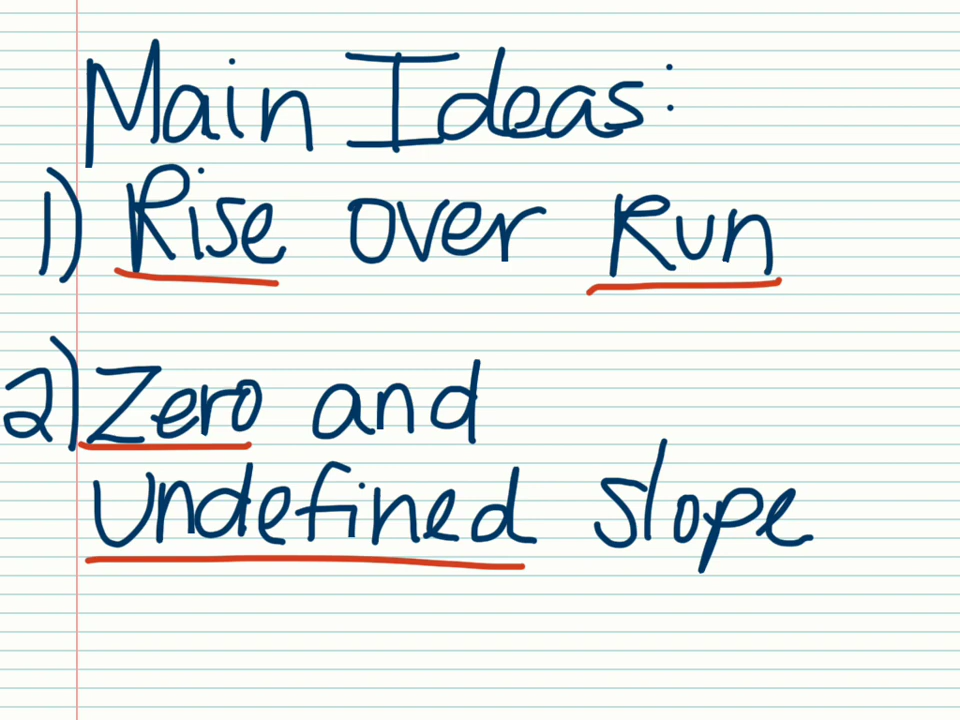 Main Ideas:
1) Rise over Run
2) Zero and
Undefined slope